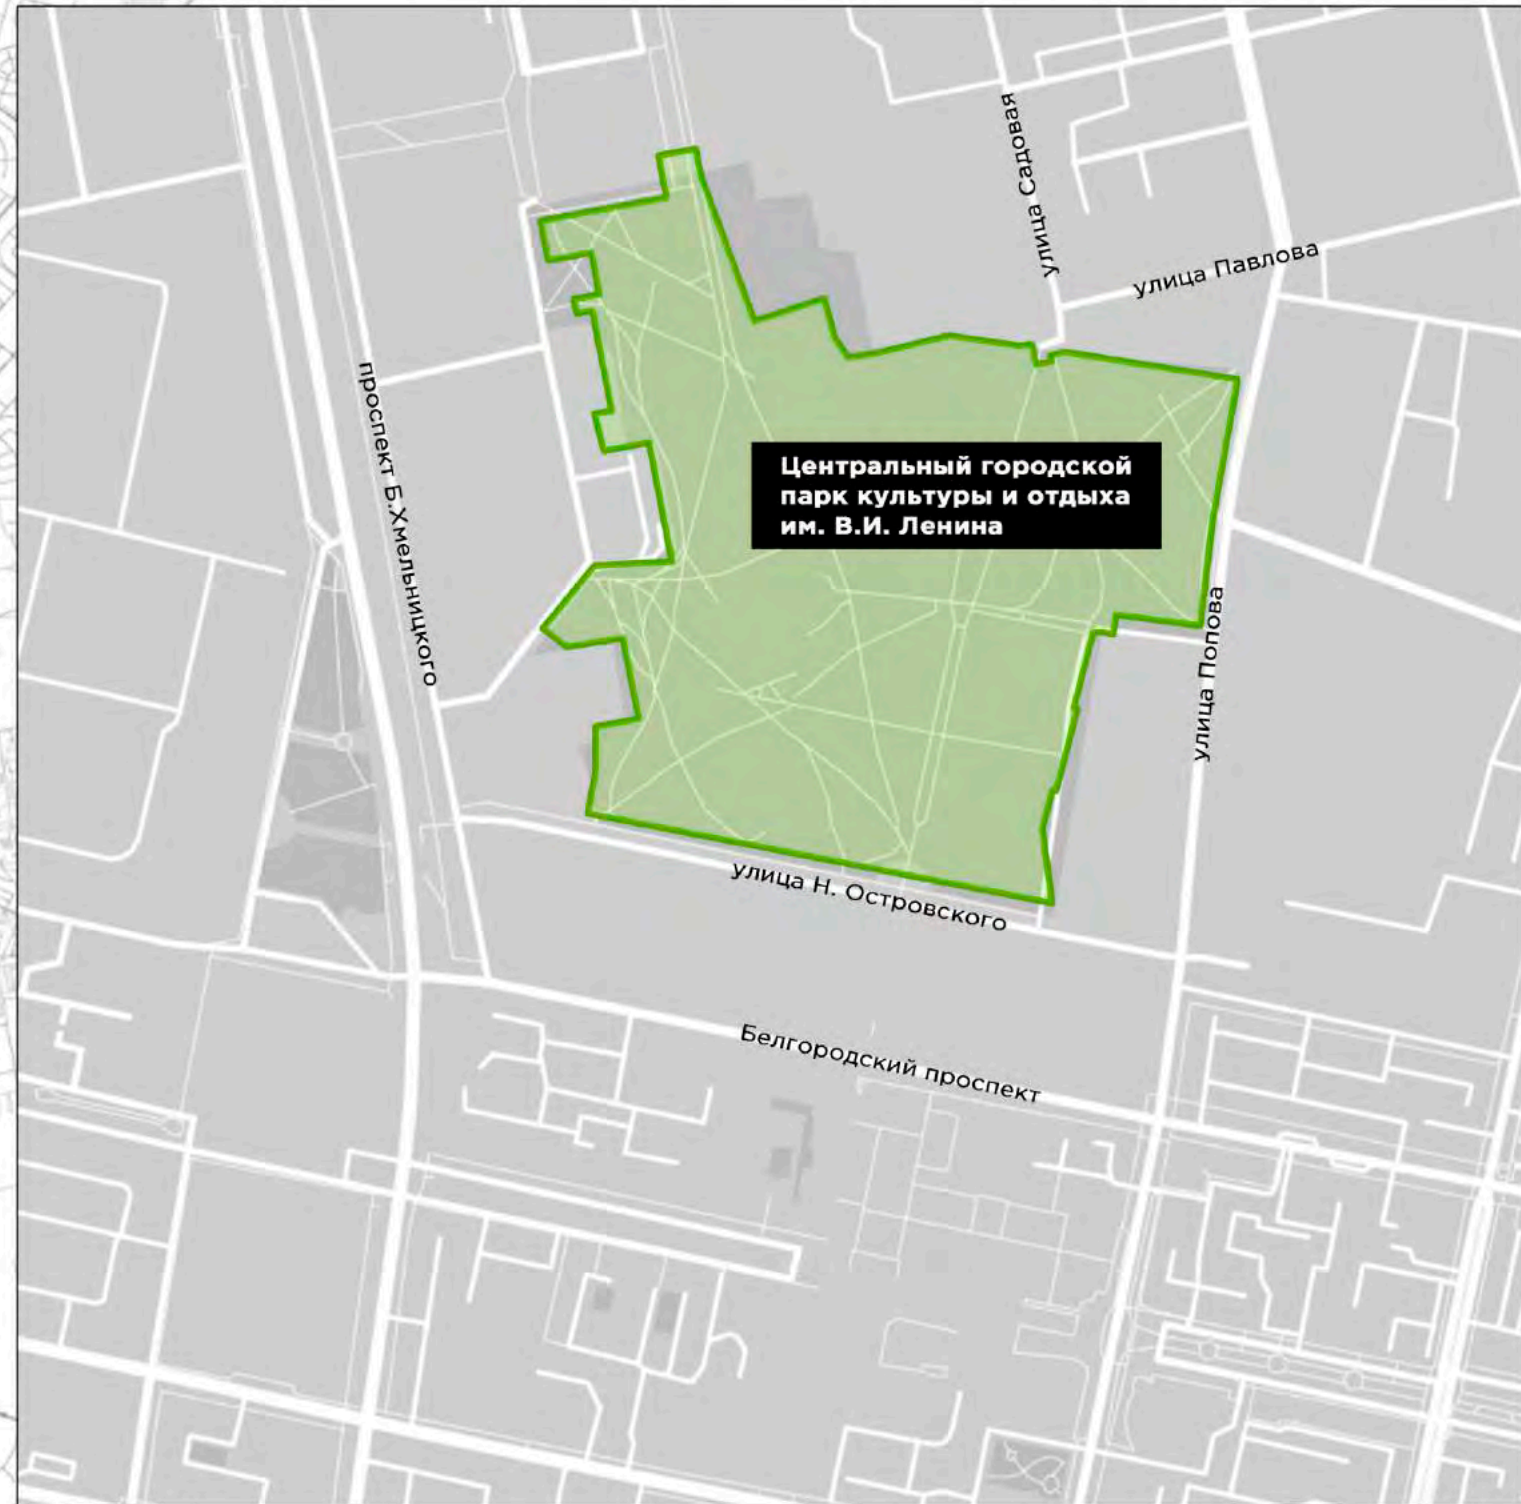 улица Садовая
улица Павлова
проспект Б.Хмельницкого
Центральный городской
парк культуры и отдыха
им. В.И. Ленина
улица Попова
улица Н. Островского
Белгородский проспект